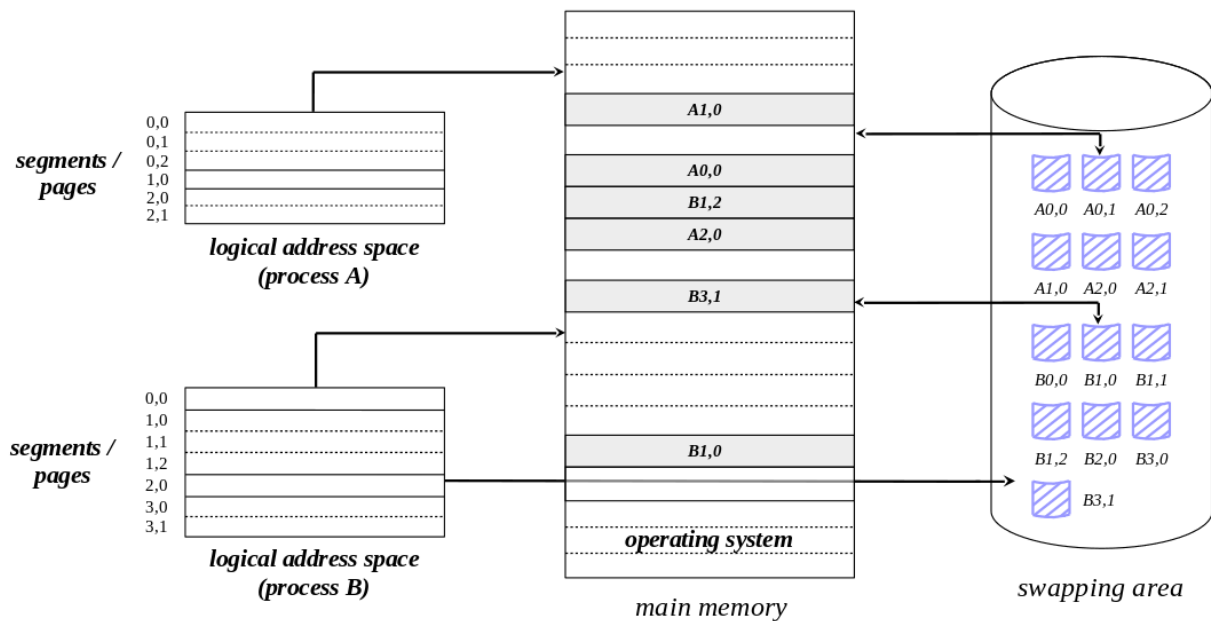 0,0
0,1
0,2
1,0
2,0
2,1
segments /
pages
logical address space
(process A)
0,0
1,0
1,1
1,2
2,0
3,0
3,1
segments /
pages
logical address space
(process B)
A1,0
A0,0
B1,2
A2,0
B3,1
B1,0
operating system
main memory
A0,0 A0,1 A0,2
A1,0 A2,0 A2,1
B0,0 B1,0 B1,1
B1,2 B2,0 B3,0
B3,1
swapping area